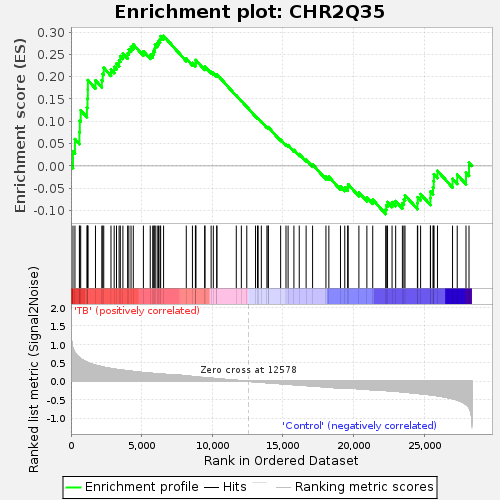 Enrichment plot: CHR2Q35
Enrichment score (ES)
0.30
0.25
0.20
0.15
0.10
0.05
0.00
-0.05
-0.10
Ranked list metric (Signal2Noise)
2.0
1.5
1.0
0.5
0.0
-0.5
-1.0
'TB' (positively correlated)
Zero cross at 12578
'Control' (negatively correlated)
0
5,000
10,000
15,000
20,000
25,000
Rank in Ordered Dataset
Enrichment profile
Hits
Ranking metric scores